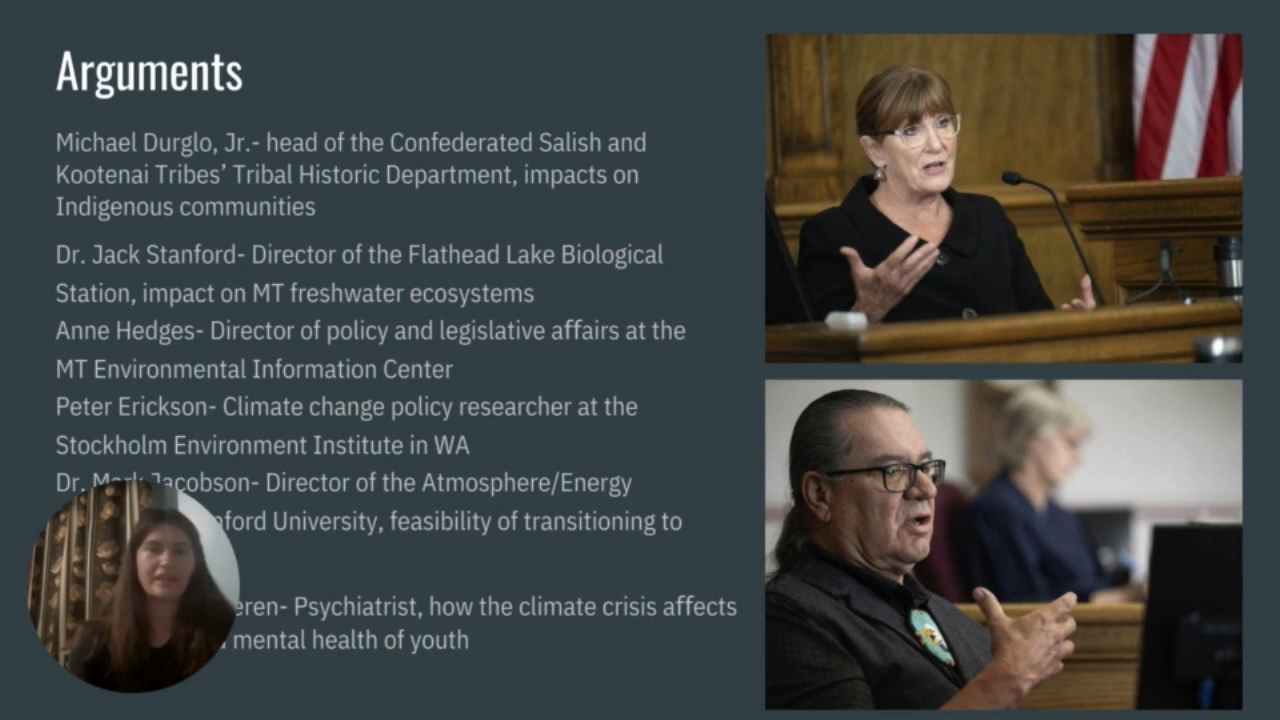 Arguments
Michael Durglo, Jr.- head of the Confederated Salish and
Kootenai Tribes’ Tribal Historic Department, impacts on
Indigenous communities
Dr. Jack Stanford- Director of the Flathead Lake Biological
Station, impact on MT freshwater ecosystems
Anne Hedges- Director of policy and legislative affairs at the
MT Environmental Information Center
Peter Erickson- Climate change policy researcher at the
Stockholm Environment Institute in WA
Dr. Mark Jacobson- Director of the Atmosphere/Energy
nford University, feasibility of transitioning to
eren- Psychiatrist, how the climate crisis affects
mental health of youth